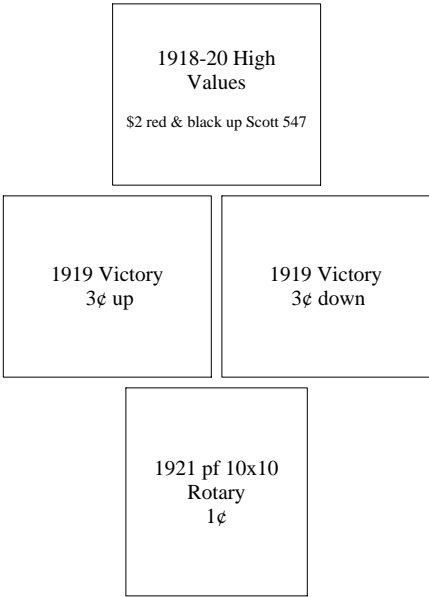 1918-20 High
Values
$2 red & black up Scott 547
1919 Victory
3¢ up
1919 Victory
3¢ down
1921 pf 10x10
Rotary
1¢